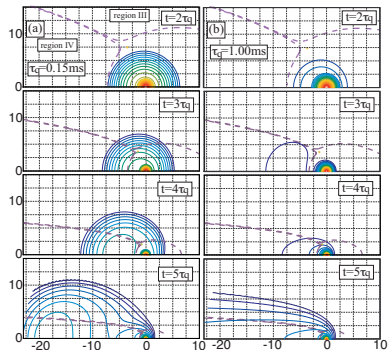 (a)
region III
t=2τq
region IV
τq=0.15ms
10
0
t=3τq
10
0
t=4τq
10
0
t=5τq
10
0
-20
-10
0
10
(b)
t=2τq
τq=1.00ms
t=3τq
t=4τq
t=5τq
-20
-10
0
10